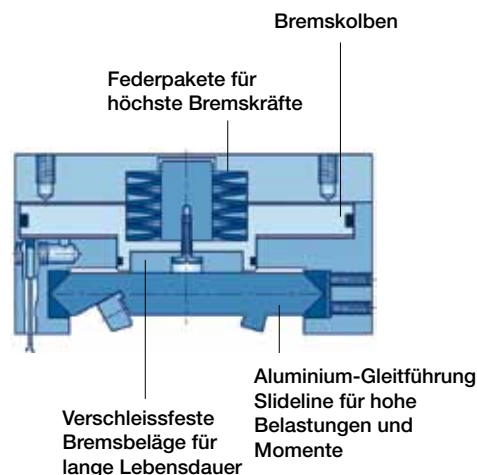 Bremskolben
Federpakete für
höchste Bremskräfte
Verschleissfeste
Bremsbeläge für
lange Lebensdauer
Aluminium-Gleitführung
Slideline für hohe
Belastungen und
Momente